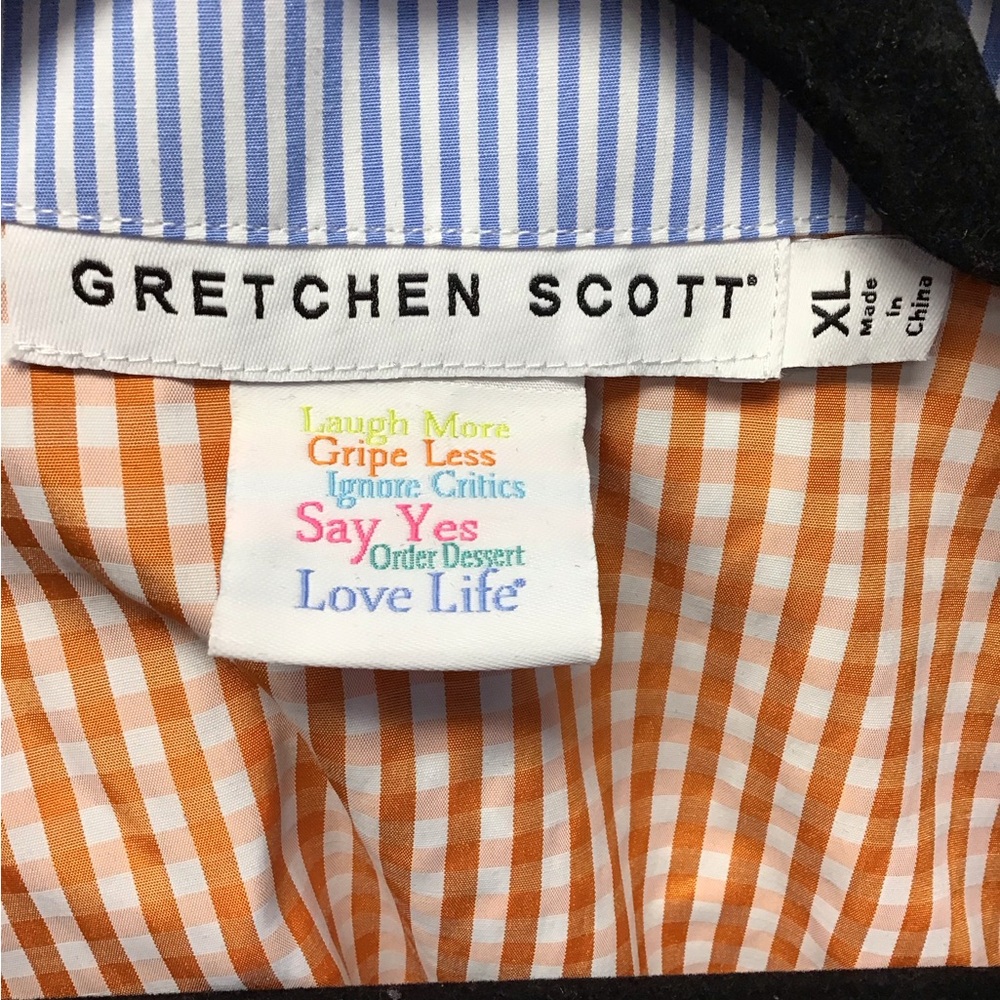 GRETCHEN SCOTT®
XL
Made
in
China
Laugh More
Gripe Less
Ignore Critics
Say Yes
Order Dessert
Love Life®